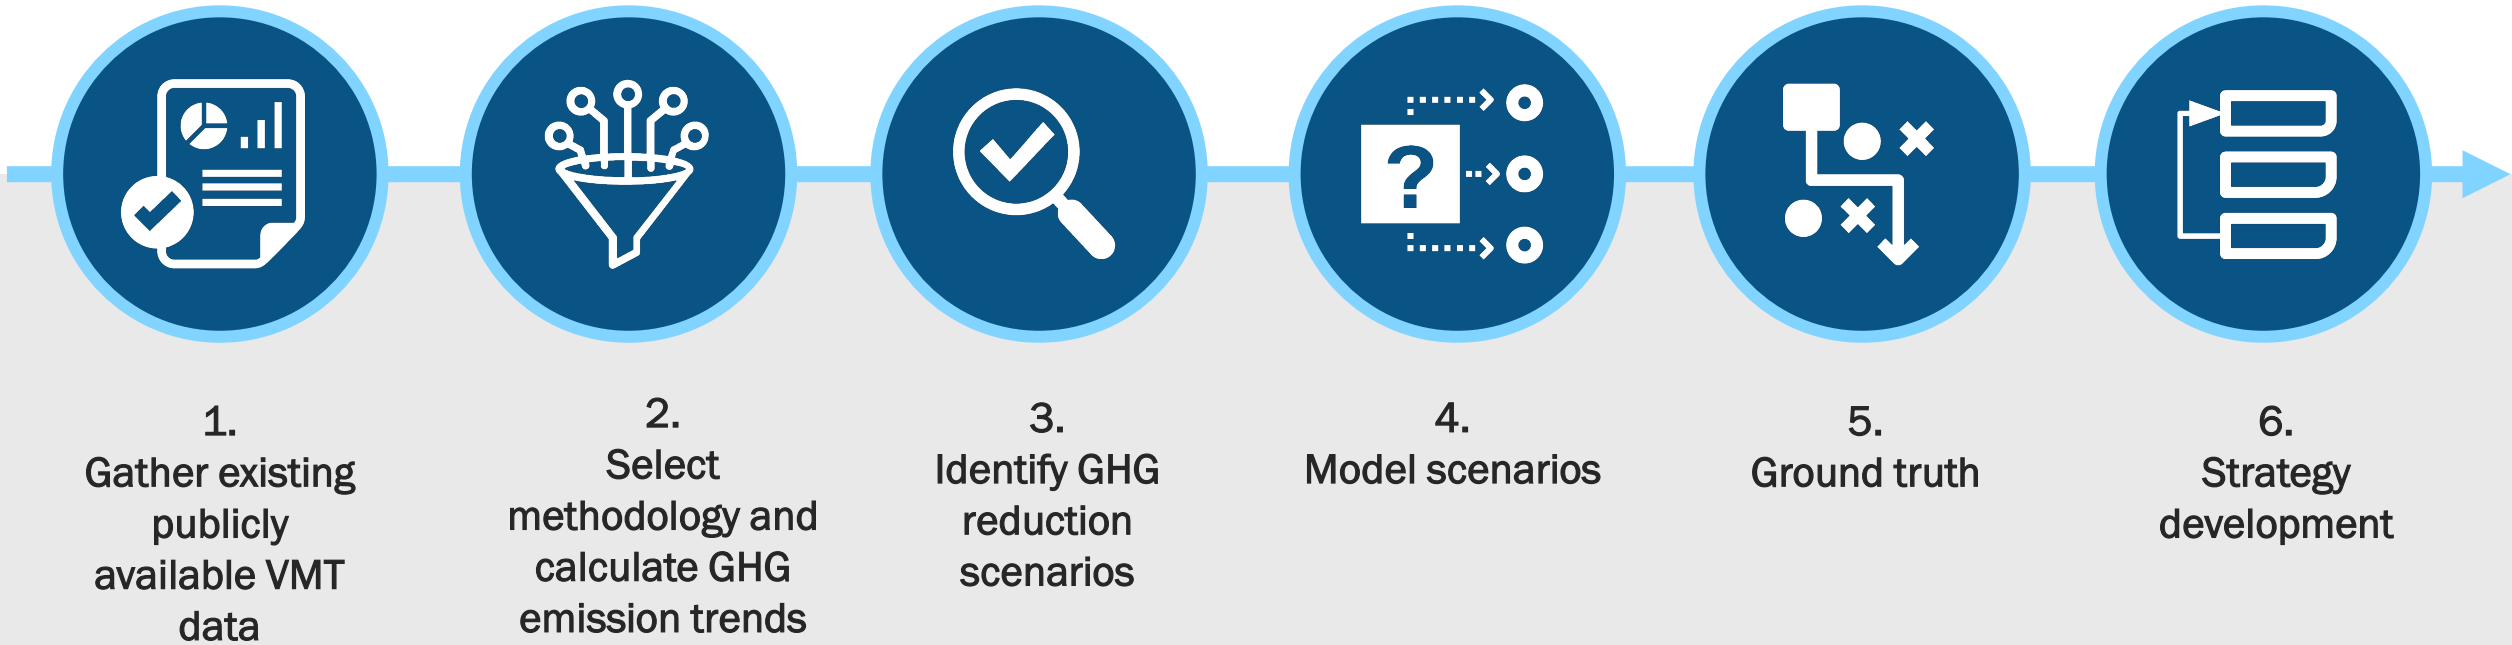 1.
Gather existing
publicly
available VMT
data
2.
Select
methodology and
calculate GHG
emission trends
3.
Identify GHG
reduction
scenarios
?
4.
Model scenarios
5.
Ground truth
6.
Strategy
development